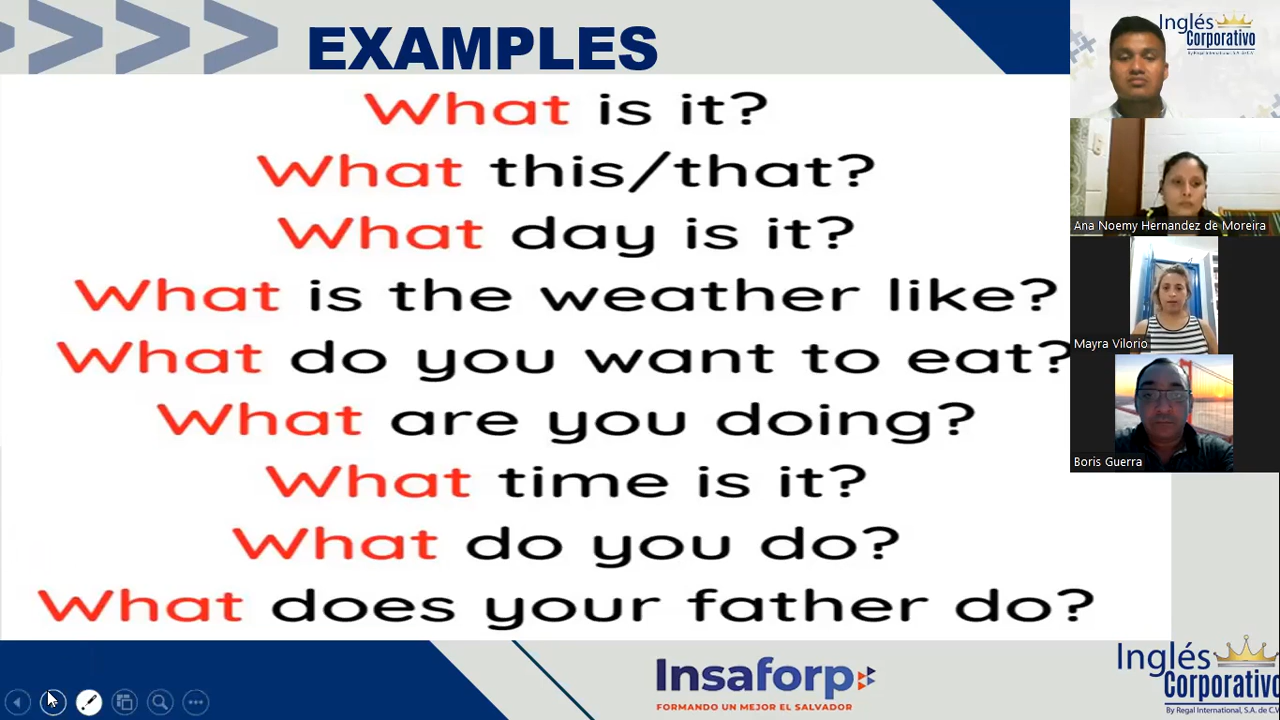 EXAMPLES
What is it?
What this/that?
What day is it?
What is the weather like?
What do you want to eat?
What are you doing?
What time is it?
What do you do?
What does your father do?
Insaforp
FORMANDO UN MEJOR EL SALVADOR
Inglés
Corporativo
By Regal International, S.A. de C.V
Inglés
Corporativo
By Regal International, S.A. de C.V.
Ana Noemy Hernandez de Moreira
Mayra Vilorio
Boris Guerra